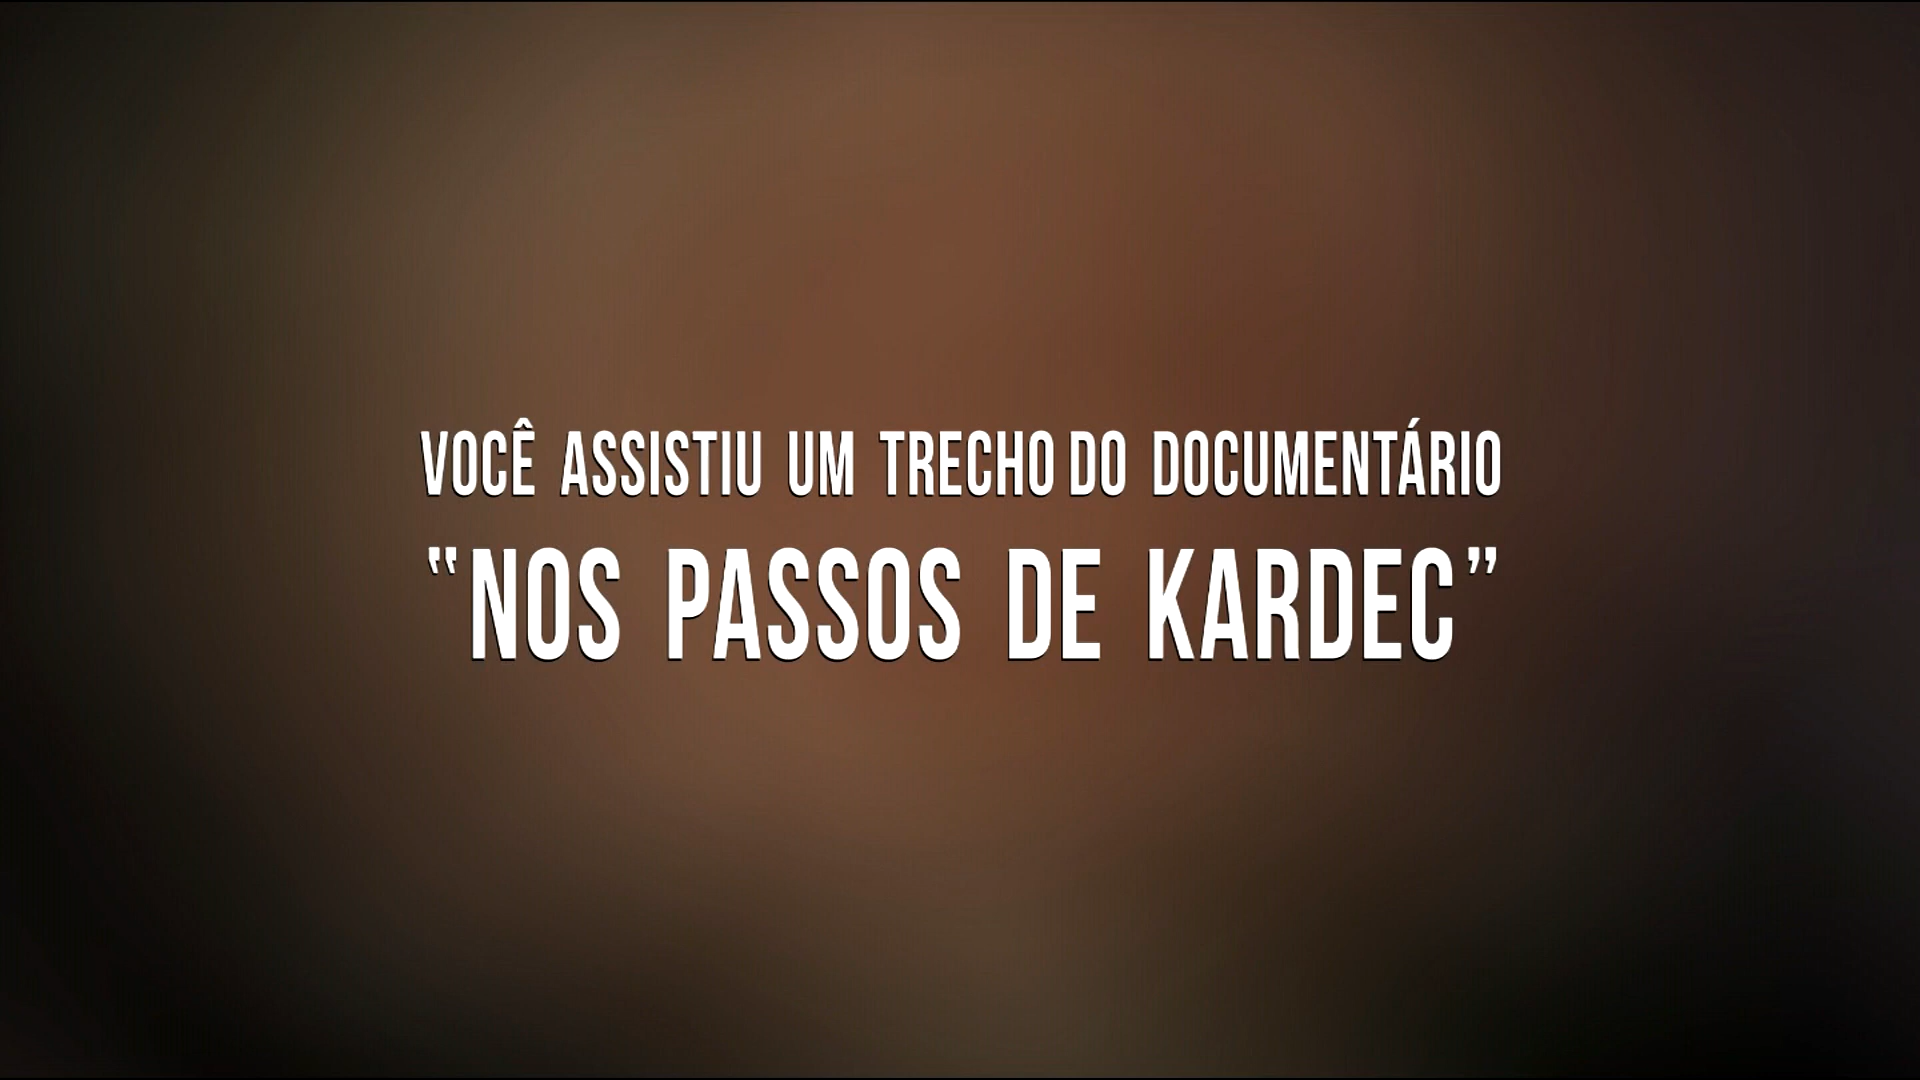 VOCÊ ASSISTIU UM TRECHO DO DOCUMENTÁRIO
‟NOS PASSOS DE KARDEC”